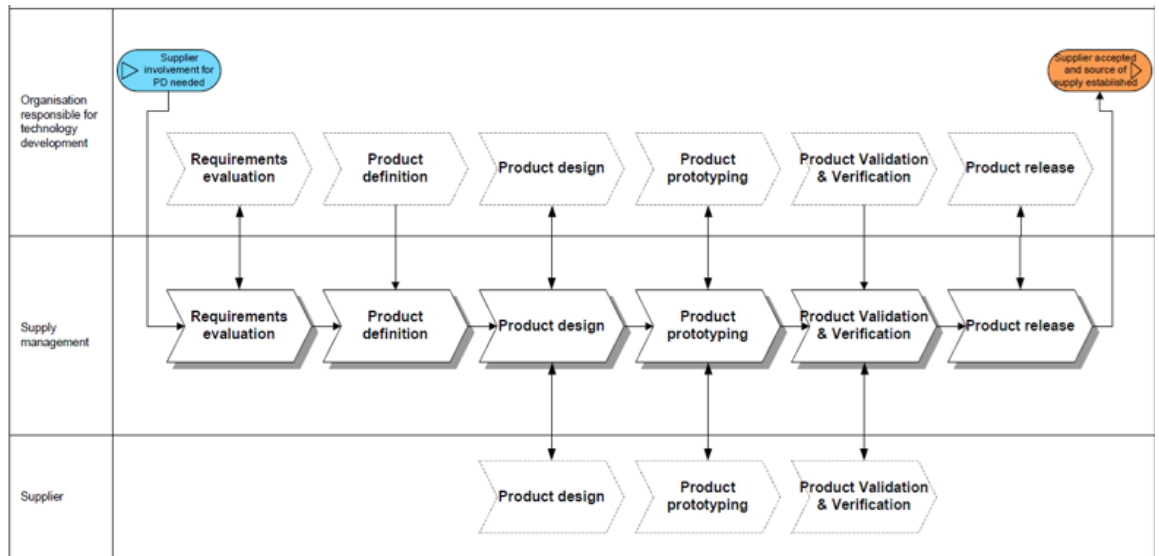 Supplier
involvement for
PD needed
Supplier accepted
and source of
supply established
Organisation
responsible for
technology
development
Requirements
evaluation
Product
definition
Product design
Product
prototyping
Product Validation
& Verification
Product release
Supply
management
Requirements
evaluation
Product
definition
Product design
Product
prototyping
Product Validation
& Verification
Product release
Supplier
Product design
Product
prototyping
Product Validation
& Verification